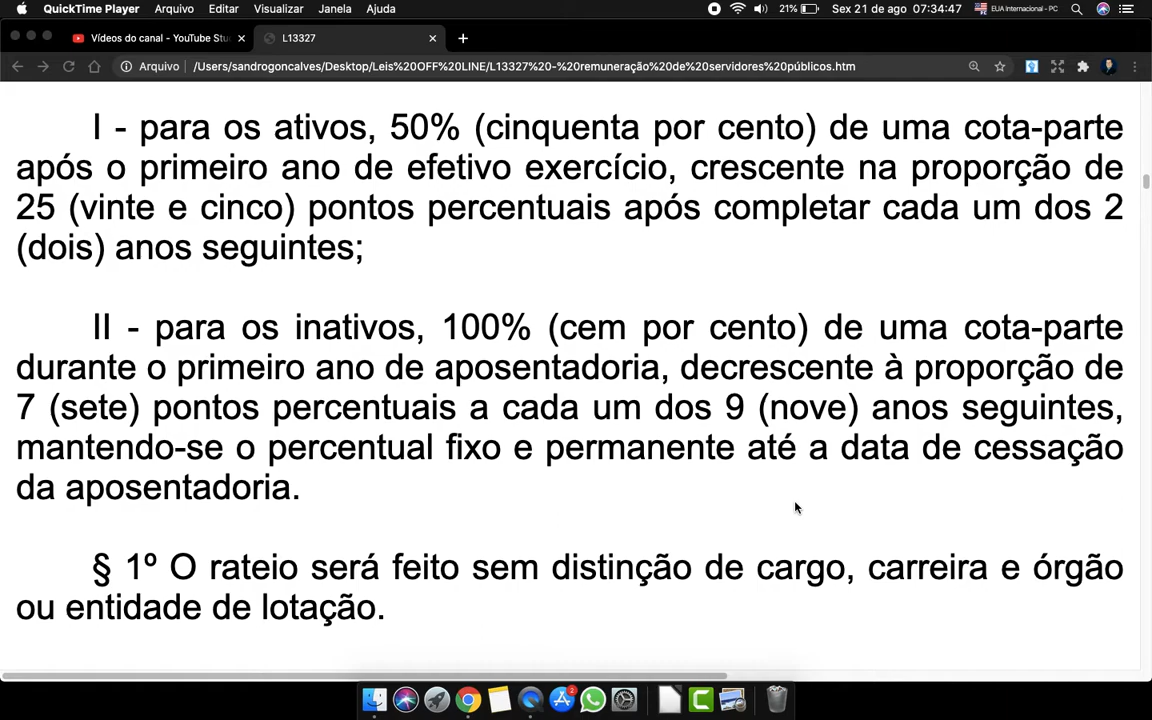 QuickTime Player Arquivo Editar Visualizar Janela Ajuda 21% Sex 21 de ago 07:34:47 EUA Internacional - PC
Vídeos do canal - YouTube Stu L13327
Arquivo /Users/sandrogoncalves/Desktop/Leis%20OFF%20LINE/L13327%20-%20remuneração%20de%20servidores%20públicos.htm
I - para os ativos, 50% (cinquenta por cento) de uma cota-parte
após o primeiro ano de efetivo exercício, crescente na proporção de
25 (vinte e cinco) pontos percentuais após completar cada um dos 2
(dois) anos seguintes;
II - para os inativos, 100% (cem por cento) de uma cota-parte
durante o primeiro ano de aposentadoria, decrescente à proporção de
7 (sete) pontos percentuais a cada um dos 9 (nove) anos seguintes,
mantendo-se o percentual fixo e permanente até a data de cessação
da aposentadoria.
§ 1º O rateio será feito sem distinção de cargo, carreira e órgão
ou entidade de lotação.
2